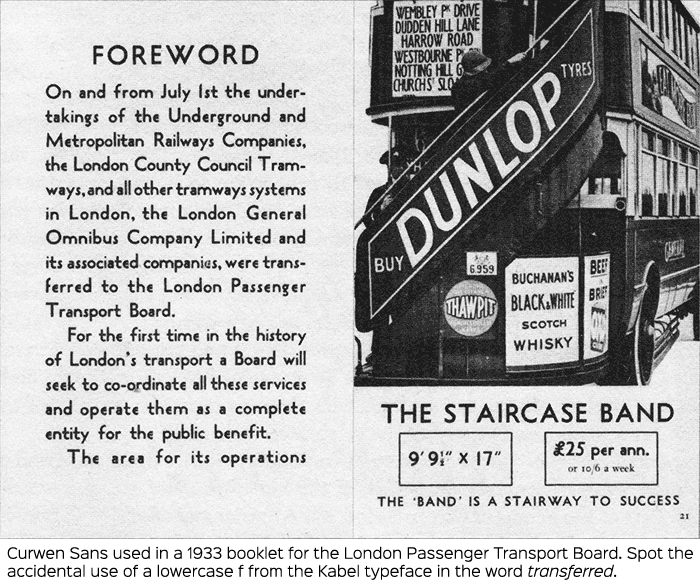 FOREWORD
On and from July 1st the under-
takings of the Underground and
Metropolitan Railways Companies,
the London County Council Tram-
ways, and all other tramways systems
in London, the London General
Omnibus Company Limited and
its associated companies, were trans-
ferred to the London Passenger
Transport Board.
For the first time in the history
of London's transport a Board will
seek to co-ordinate all these services
and operate them as a complete
entity for the public benefit.
The area for its operations
WEMBLEY PK DRIVE
DUDDEN HILL LANE
HARROW ROAD
WESTBOURNE
NOTTING HILL
CHURCH ST
BUY DUNLOP TYRES
6959
THAWPIT
BUCHANAN'S
BLACK & WHITE
SCOTCH
WHISKY
BEEF
BRIEF
GENERAL
THE STAIRCASE BAND
9' 9½" X 17"
£25 per ann.
or 10/6 a week
THE 'BAND' IS A STAIRWAY TO SUCCESS
21
Curwen Sans used in a 1933 booklet for the London Passenger Transport Board. Spot the
accidental use of a lowercase f from the Kabel typeface in the word transferred.